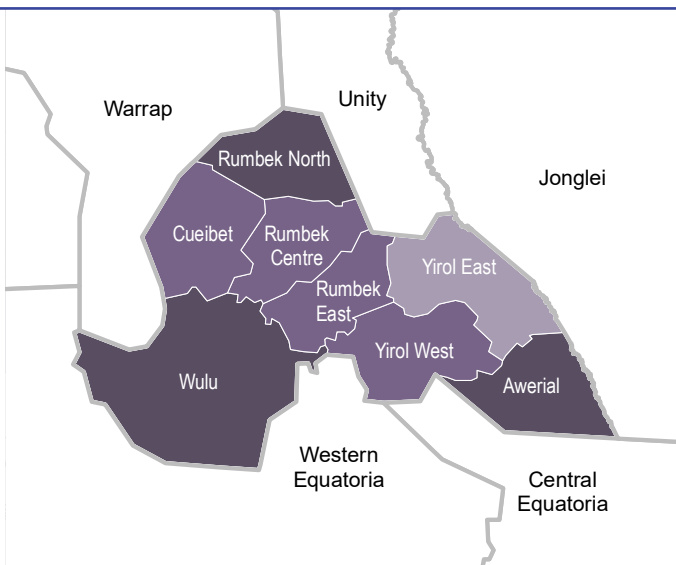 Warrap
Unity
Rumbek North
Jonglei
Cueibet
Rumbek
Centre
Yirol East
Rumbek
East
Yirol West
Wulu
Awerial
Western
Equatoria
Central
Equatoria